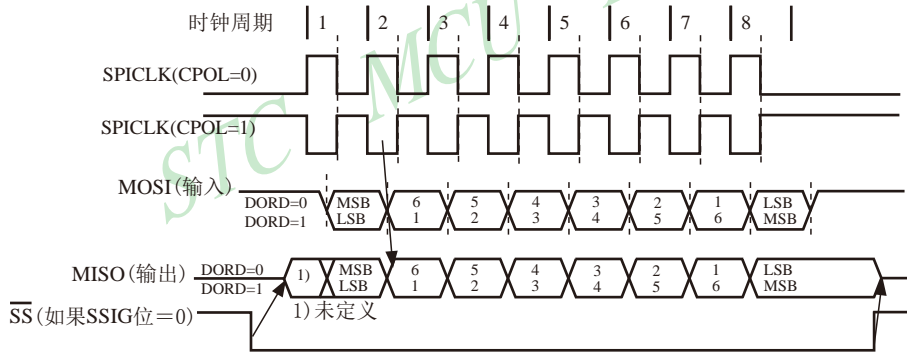 时钟周期 1 2 3 4 5 6 7 8
SPICLK(CPOL=0)
SPICLK(CPOL=1)
MOSI(输入) DORD=0 MSB 6 5 4 3 2 1 LSB
DORD=1 LSB 1 2 3 4 5 6 MSB
MISO(输出) DORD=0 1) MSB 6 5 4 3 2 1 LSB
DORD=1 LSB 1 2 3 4 5 6 MSB
1)未定义
SS(如果SSIG位=0)
STC MCU